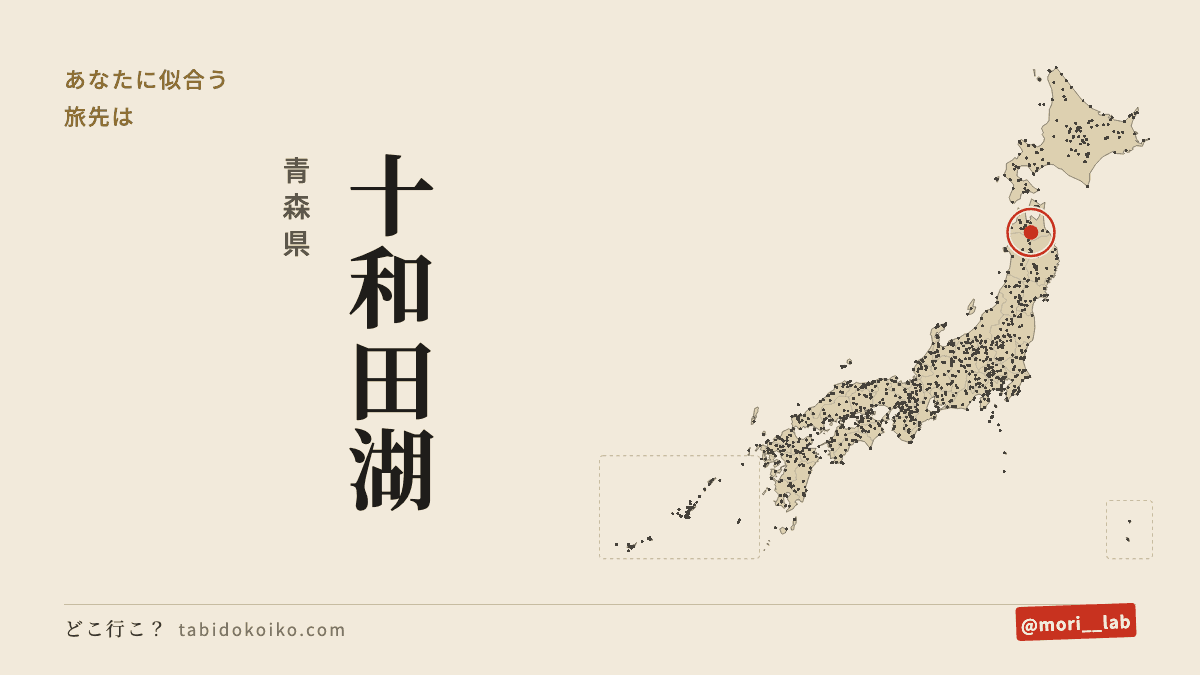 あなたに似合う
旅先は
十和田湖
青森県
どこ行こ？ tabidokoiko.com
@mori__lab